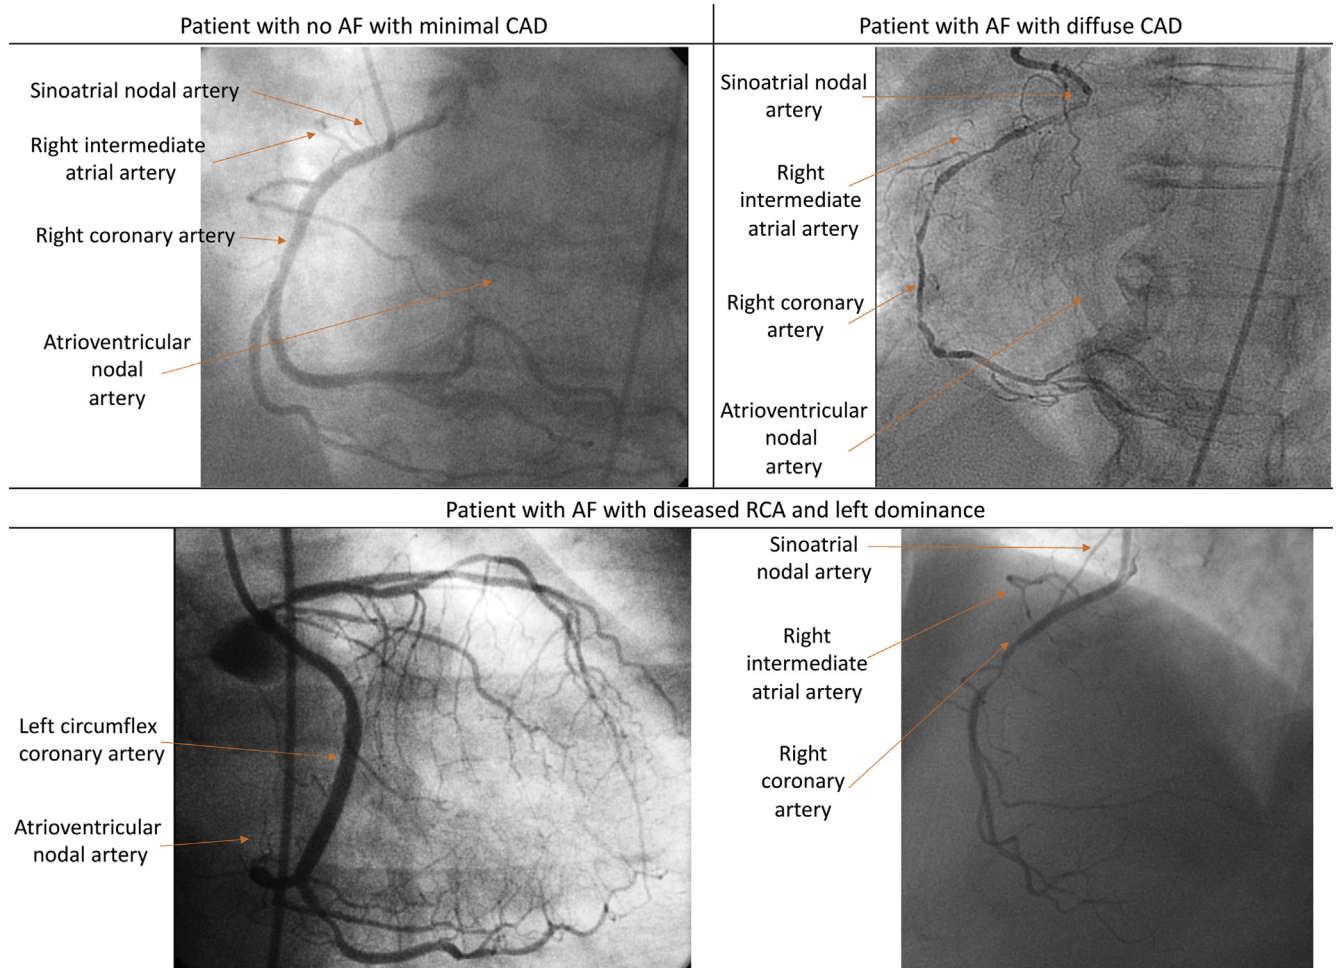 Patient with no AF with minimal CAD
Patient with AF with diffuse CAD
Sinoatrial nodal artery
Right intermediate
atrial artery
Right coronary artery
Atrioventricular
nodal
artery
Sinoatrial nodal
artery
Right
intermediate
atrial artery
Right coronary
artery
Atrioventricular
nodal
artery
Patient with AF with diseased RCA and left dominance
Left circumflex
coronary artery
Atrioventricular
nodal artery
Sinoatrial
nodal artery
Right
intermediate
atrial artery
Right
coronary
artery